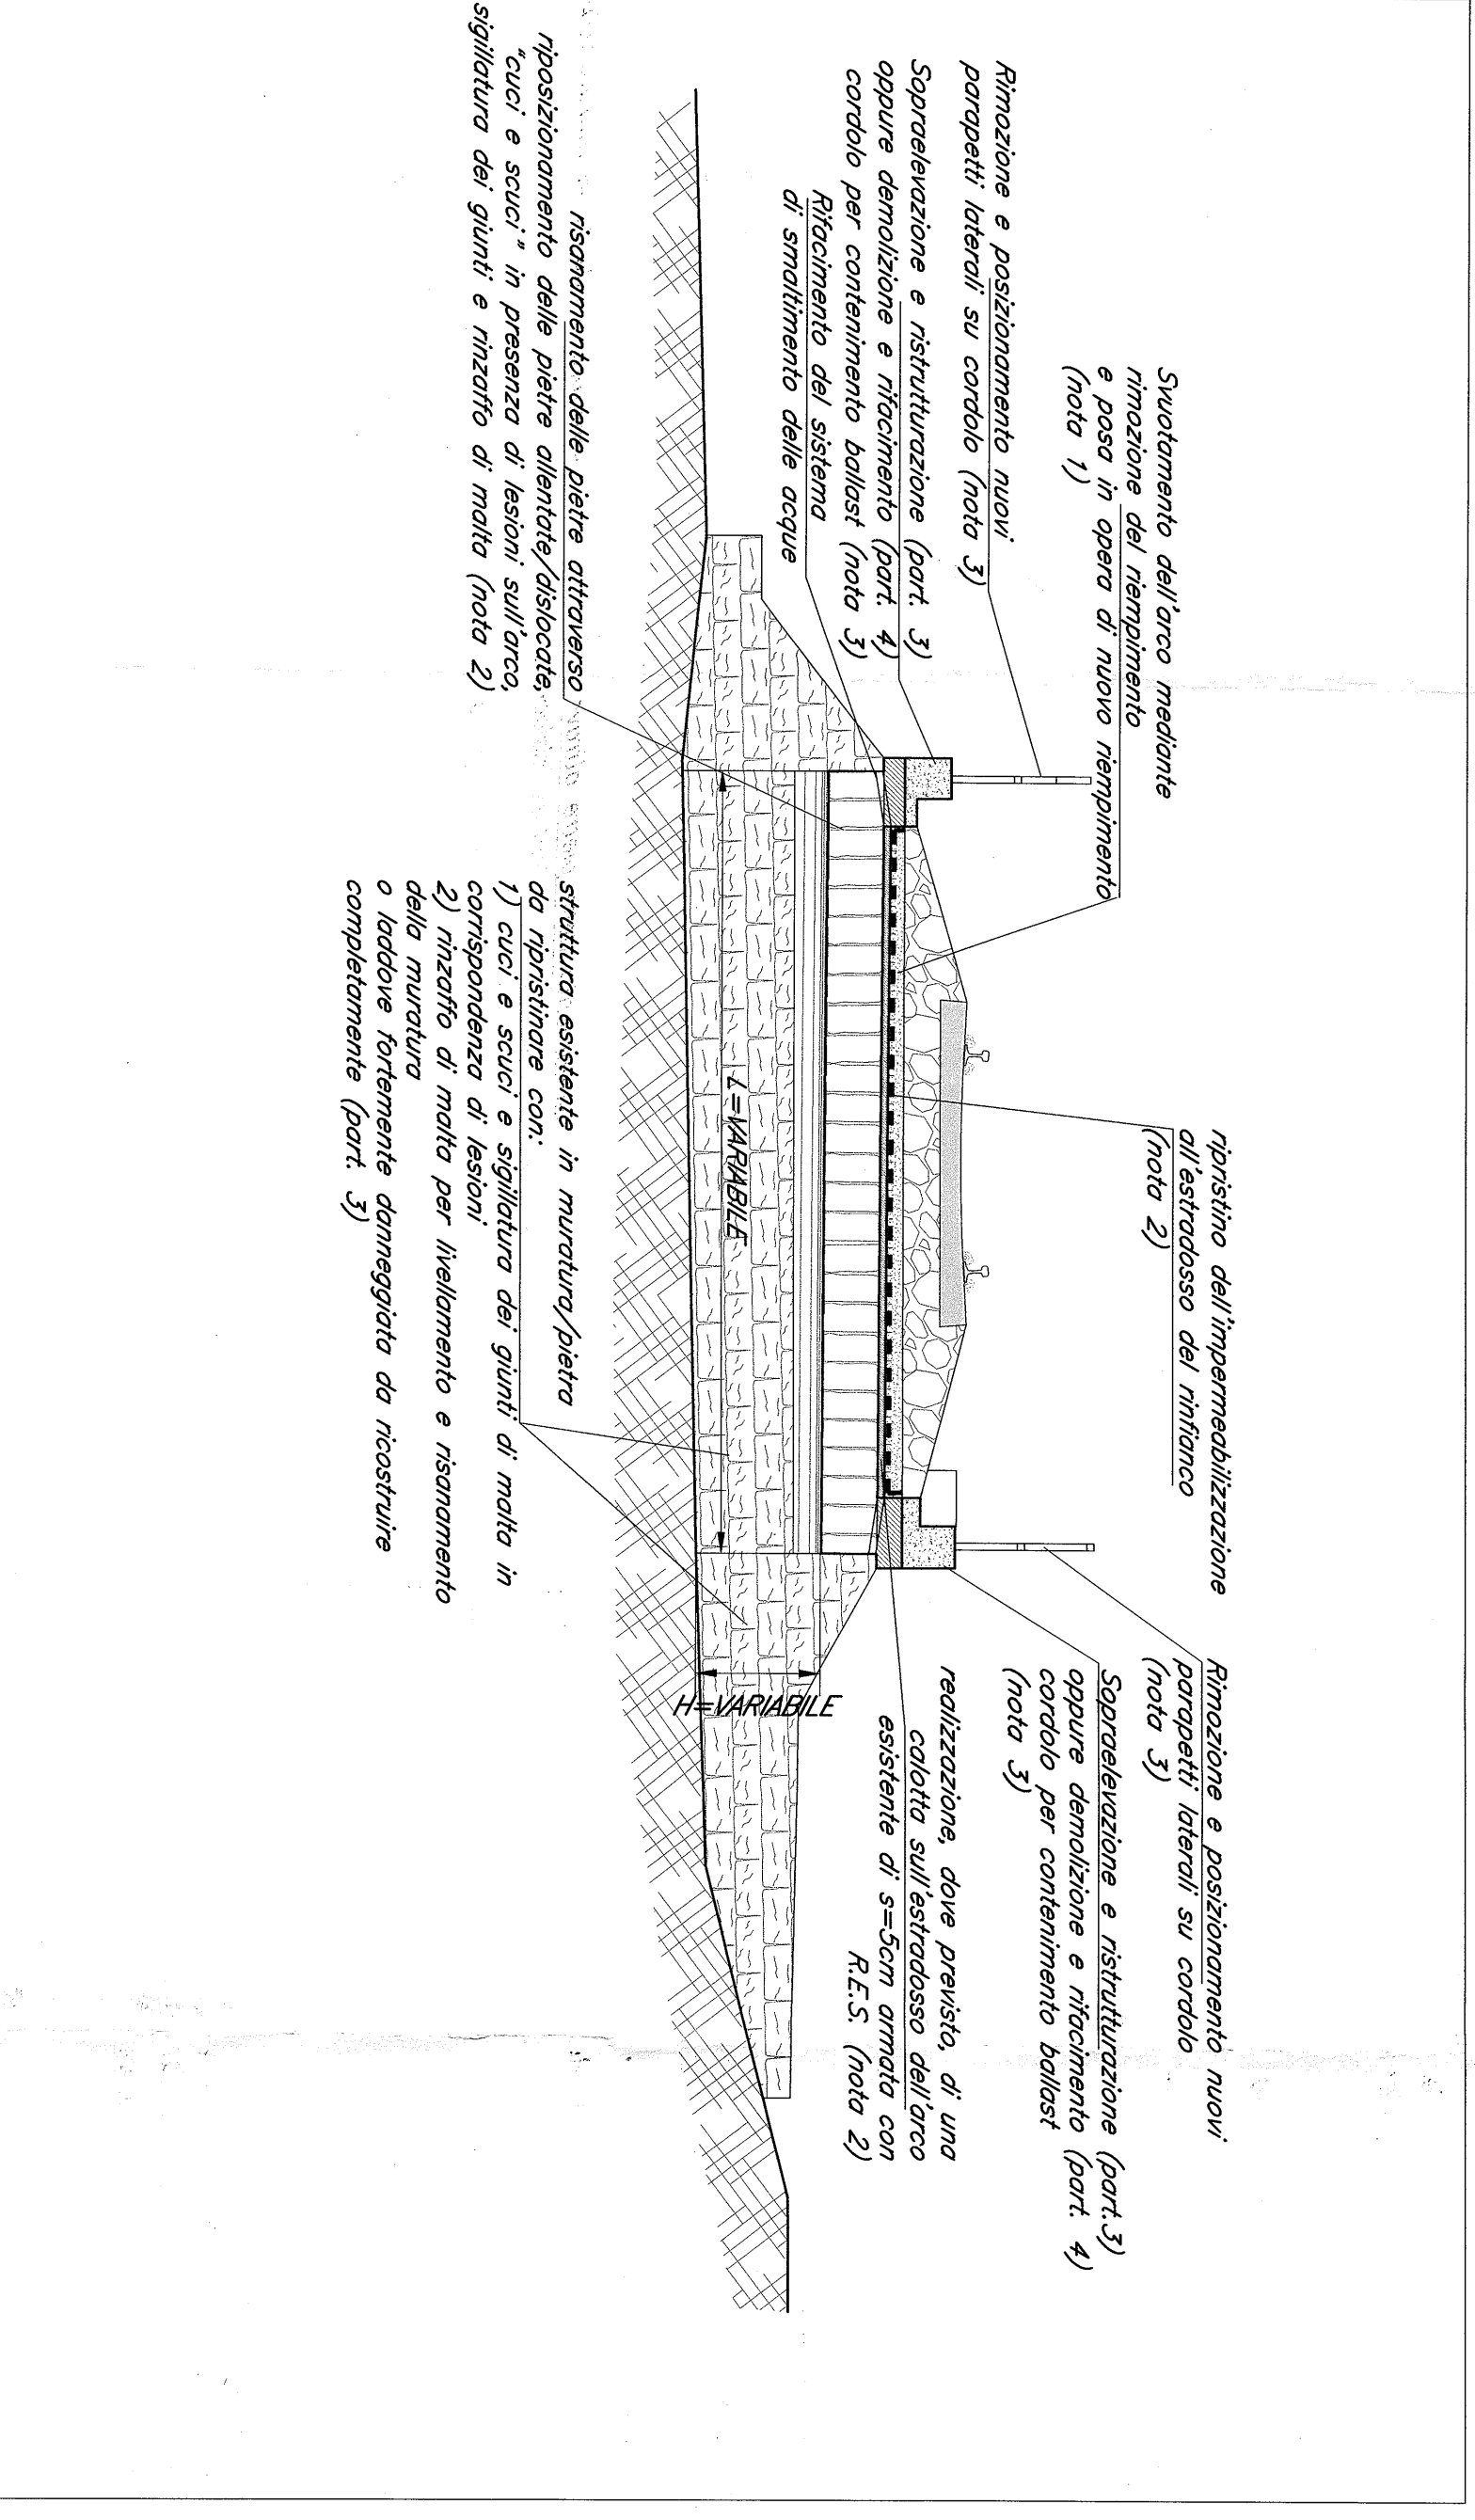 Svuotamento dell'arco mediante
rimozione del riempimento
e posa in opera di nuovo riempimento
(nota 1)
ripristino dell'impermeabilizzazione
all'estradosso del rinfianco
(nota 2)
Rimozione e posizionamento nuovi
parapetti laterali su cordolo
(nota 3)
Sopraelevazione e ristrutturazione (part.3)
oppure demolizione e rifacimento (part. 4)
cordolo per contenimento ballast
(nota 3)
Rimozione e posizionamento nuovi
parapetti laterali su cordolo (nota 3)
Sopraelevazione e ristrutturazione (part. 3)
oppure demolizione e rifacimento (part. 4)
cordolo per contenimento ballast (nota 3)
Rifacimento del sistema
di smaltimento delle acque
realizzazione, dove previsto, di una
calotta sull'estradosso dell'arco
esistente di s=5cm armata con
R.E.S. (nota 2)
L=VARIABILE
H=VARIABILE
risanamento delle pietre attraverso
riposizionamento delle pietre allentate/dislocate,
"cuci e scuci" in presenza di lesioni sull'arco,
sigillatura dei giunti e rinzaffo di malta (nota 2)
struttura esistente in muratura/pietra
da ripristinare con:
1) cuci e scuci e sigillatura dei giunti di malta in
corrispondenza di lesioni
2) rinzaffo di malta per livellamento e risanamento
della muratura
o laddove fortemente danneggiata da ricostruire
completamente (part. 3)